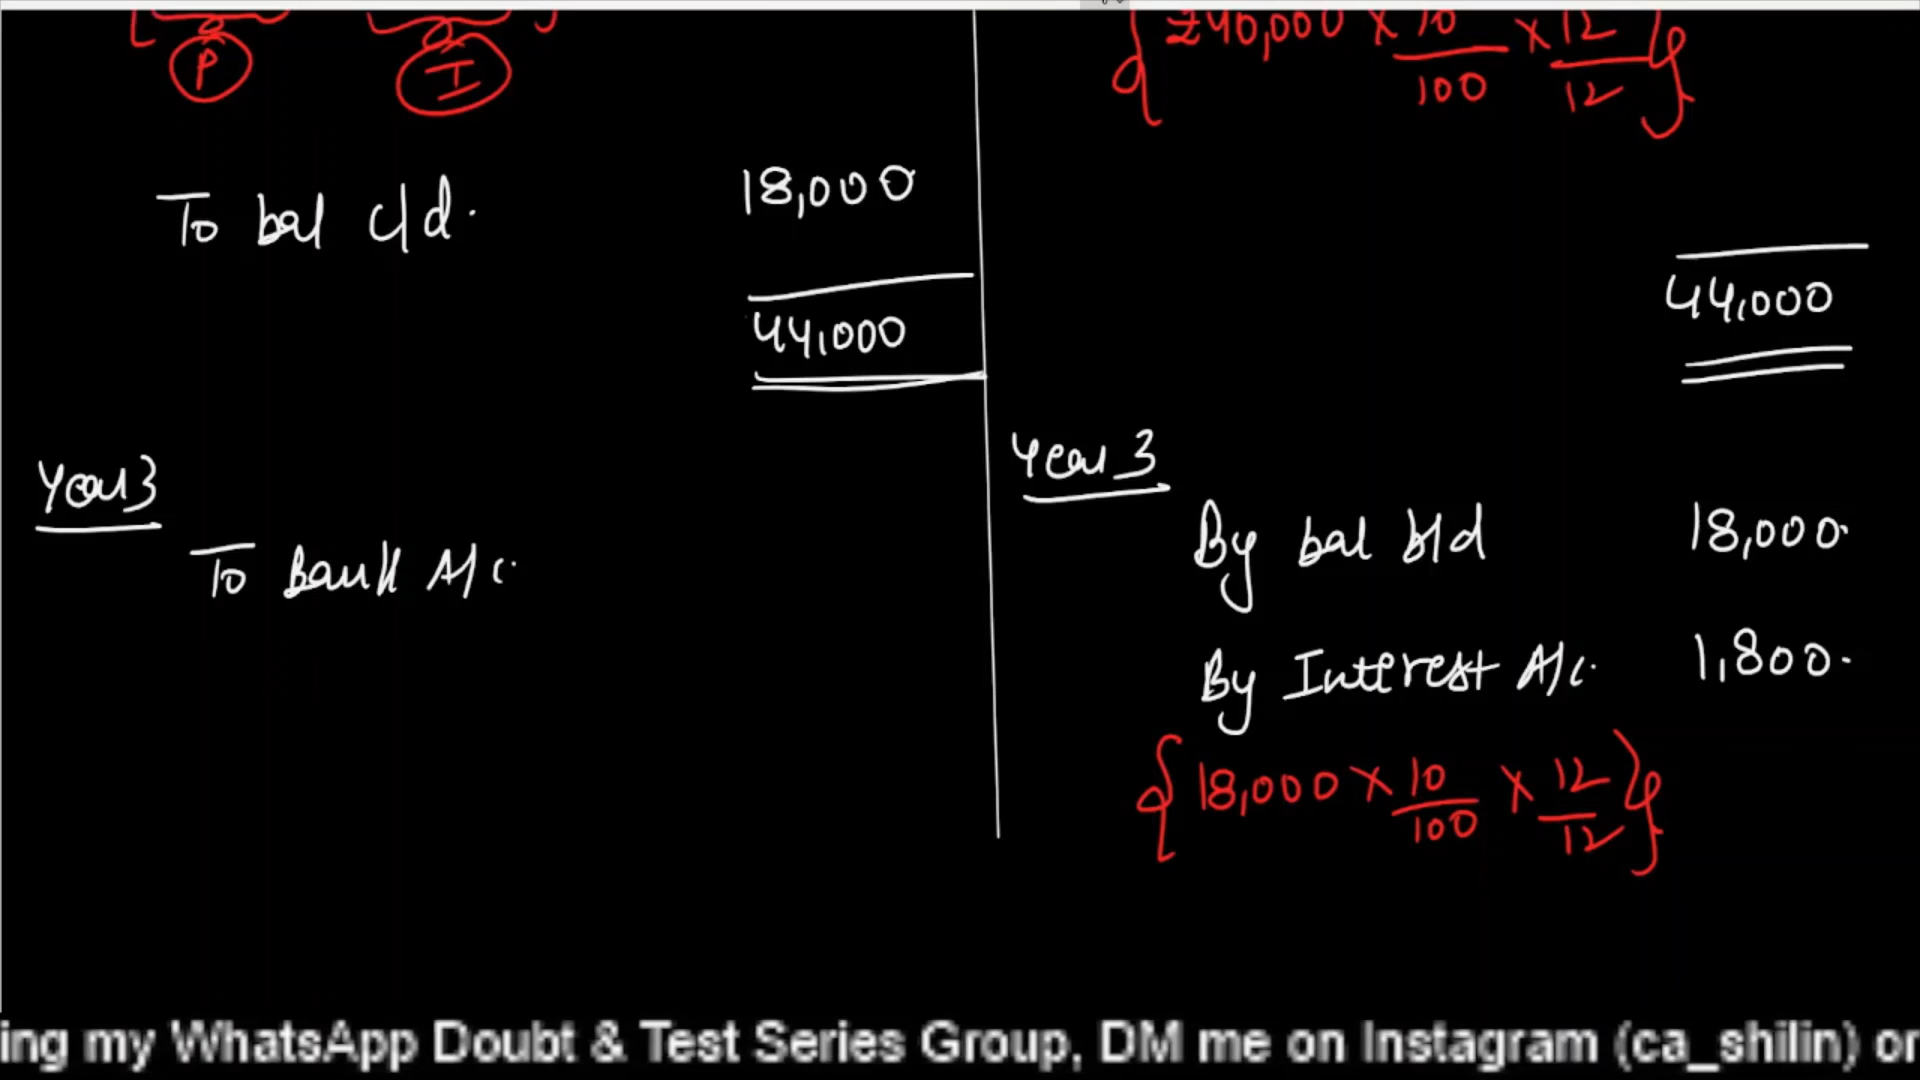 P I
₹40,000 × 10/100 × 12/12
To bal c/d. 18,000
44,000 44,000
Year 3
To Bank A/c.
Year 3
By bal b/d 18,000.
By Interest A/c. 1,800.
{18,000 × 10/100 × 12/12}
ing my WhatsApp Doubt & Test Series Group, DM me on Instagram (ca_shilin) or